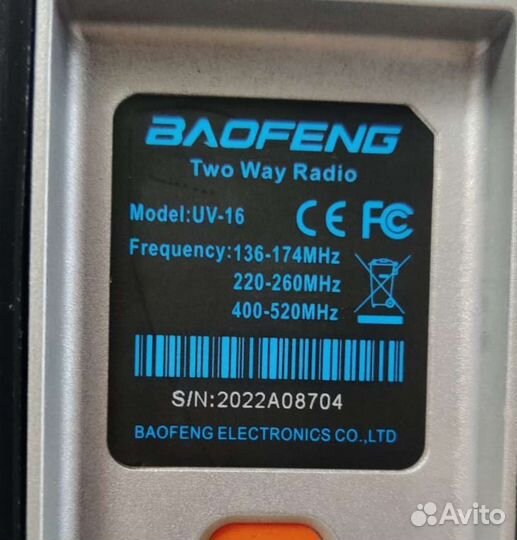 BAOFENG
Two Way Radio
Model:UV-16 CE FC
Frequency:136-174MHz
220-260MHz
400-520MHz
S/N:2022A08704
BAOFENG ELECTRONICS CO.,LTD
Avito